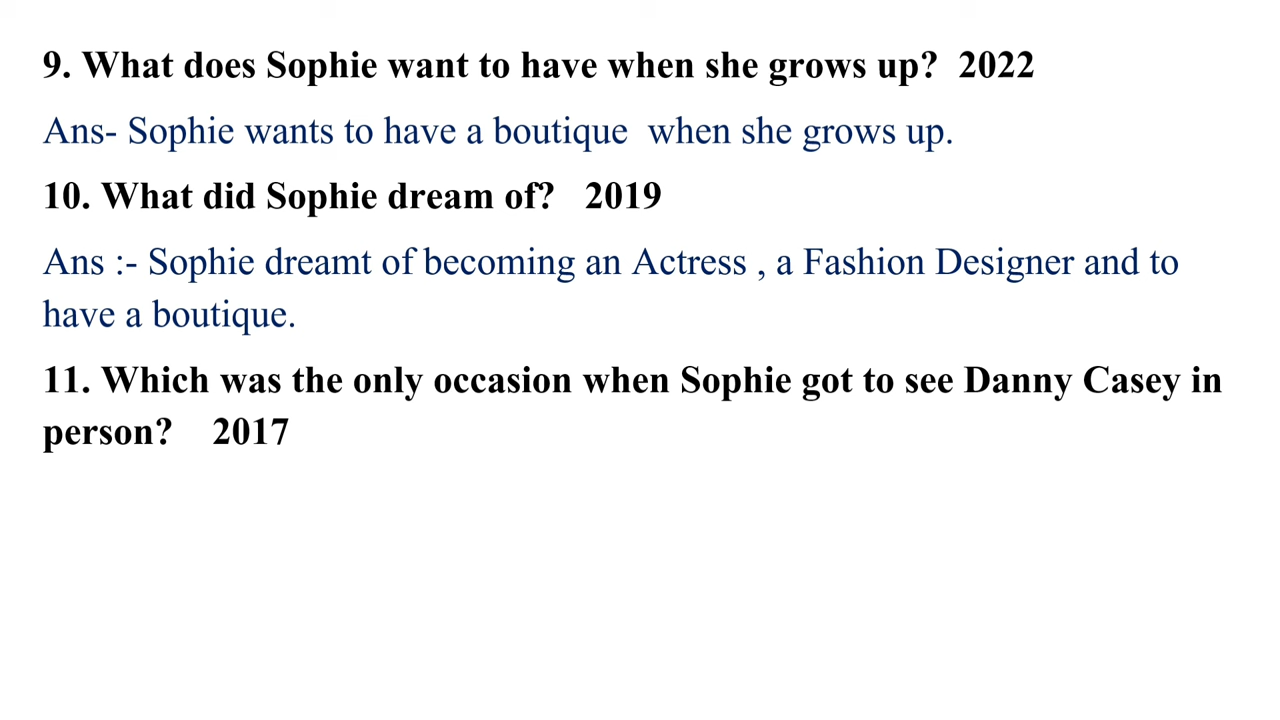 9. What does Sophie want to have when she grows up?  2022
Ans- Sophie wants to have a boutique  when she grows up.
10. What did Sophie dream of?   2019
Ans :- Sophie dreamt of becoming an Actress , a Fashion Designer and to
have a boutique.
11. Which was the only occasion when Sophie got to see Danny Casey in
person?    2017